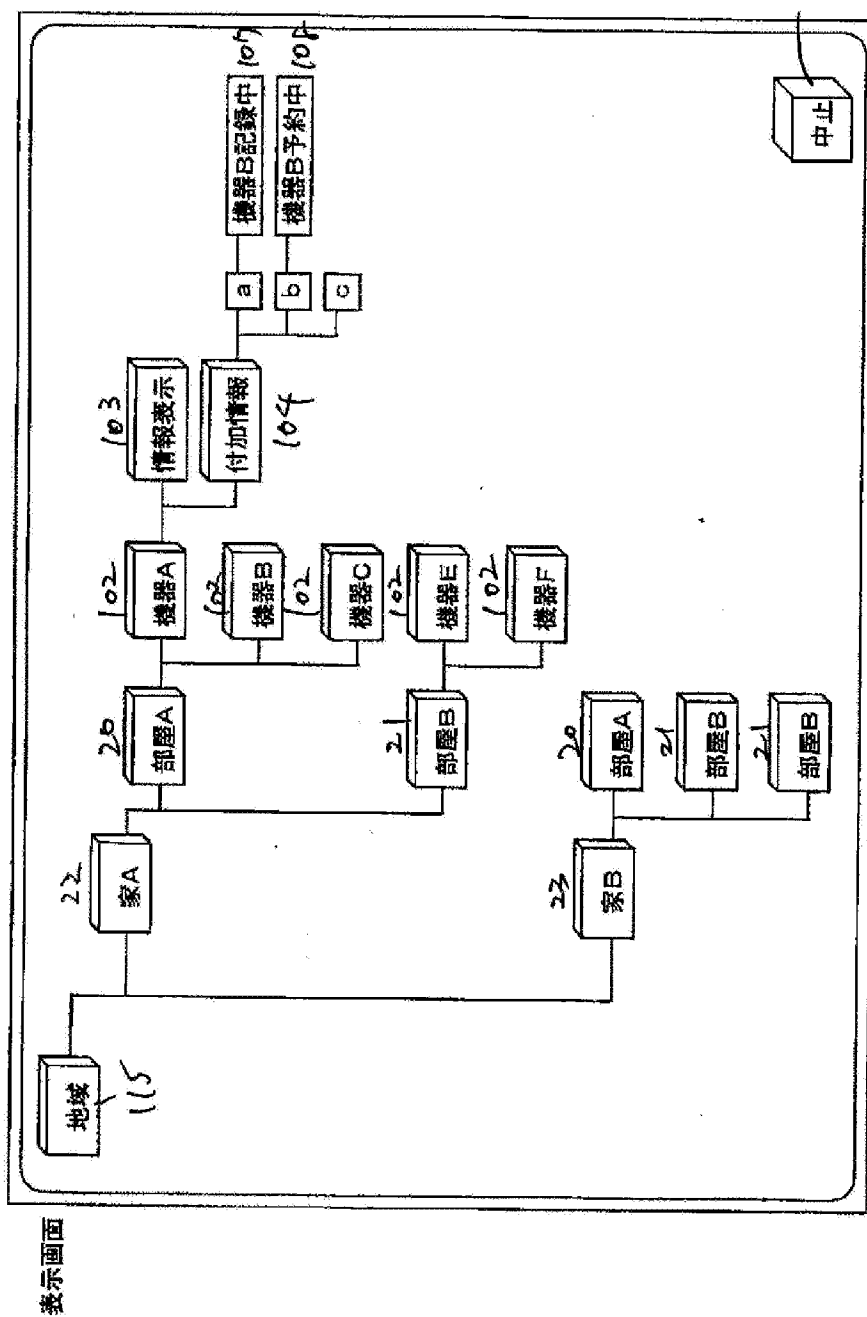 表示画面
地域
115
22
家A
23
家B
20
部屋A
21
部屋B
20
部屋A
21
部屋B
21
部屋B
102
機器A
102
機器B
102
機器C
102
機器E
102
機器F
103
情報表示
付加情報
104
a
b
c
機器B記録中
107
機器B予約中
108
中止